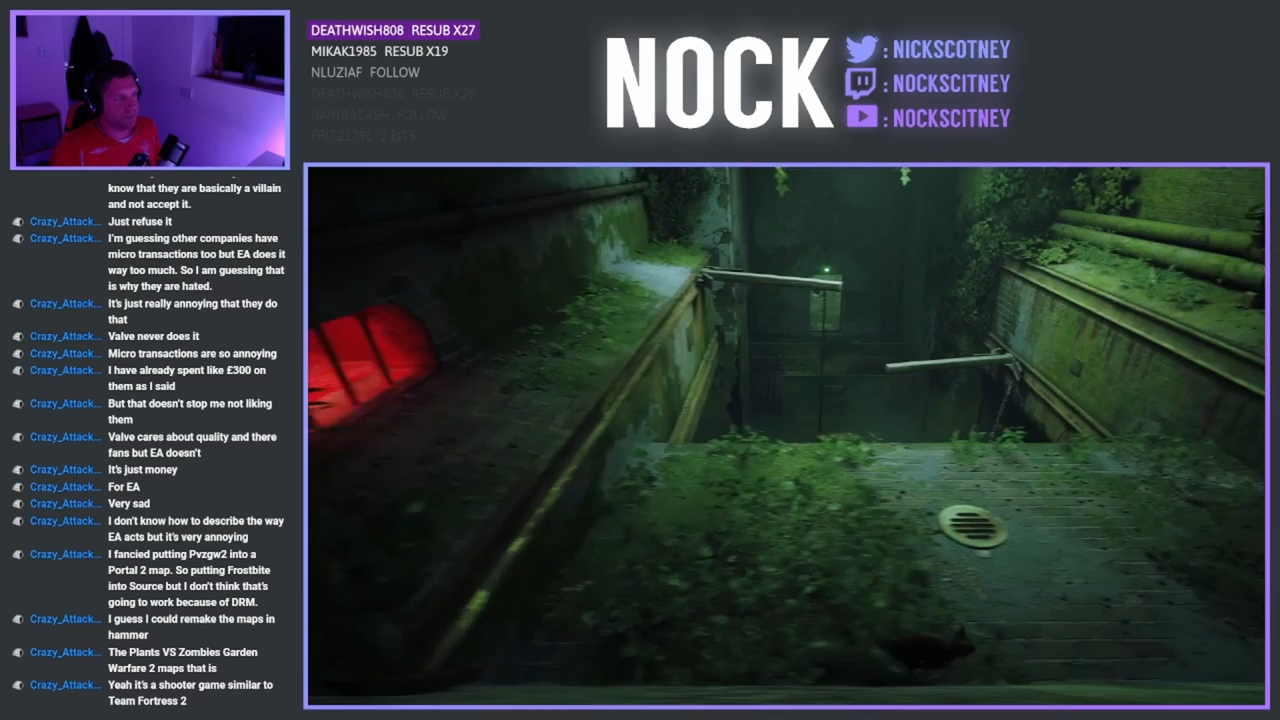 DEATHWISH808 RESUB X27
MIKAK1985 RESUB X19
NLUZIAF FOLLOW
DEATHWISH808 RESUB X26
RAINDACASH FOLLOW
FRITZ1791 2 BITS
NOCK
: NICKSCOTNEY
: NOCKSCITNEY
: NOCKSCITNEY
know that they are basically a villain
and not accept it.
Crazy_Attack... Just refuse it
Crazy_Attack... I'm guessing other companies have
micro transactions too but EA does it
way too much. So I am guessing that
is why they are hated.
Crazy_Attack... It's just really annoying that they do
that
Crazy_Attack... Valve never does it
Crazy_Attack... Micro transactions are so annoying
Crazy_Attack... I have already spent like £300 on
them as I said
Crazy_Attack... But that doesn't stop me not liking
them
Crazy_Attack... Valve cares about quality and there
fans but EA doesn't
Crazy_Attack... It's just money
Crazy_Attack... For EA
Crazy_Attack... Very sad
Crazy_Attack... I don't know how to describe the way
EA acts but it's very annoying
Crazy_Attack... I fancied putting Pvzgw2 into a
Portal 2 map. So putting Frostbite
into Source but I don't think that's
going to work because of DRM.
Crazy_Attack... I guess I could remake the maps in
hammer
Crazy_Attack... The Plants VS Zombies Garden
Warfare 2 maps that is
Crazy_Attack... Yeah it's a shooter game similar to
Team Fortress 2